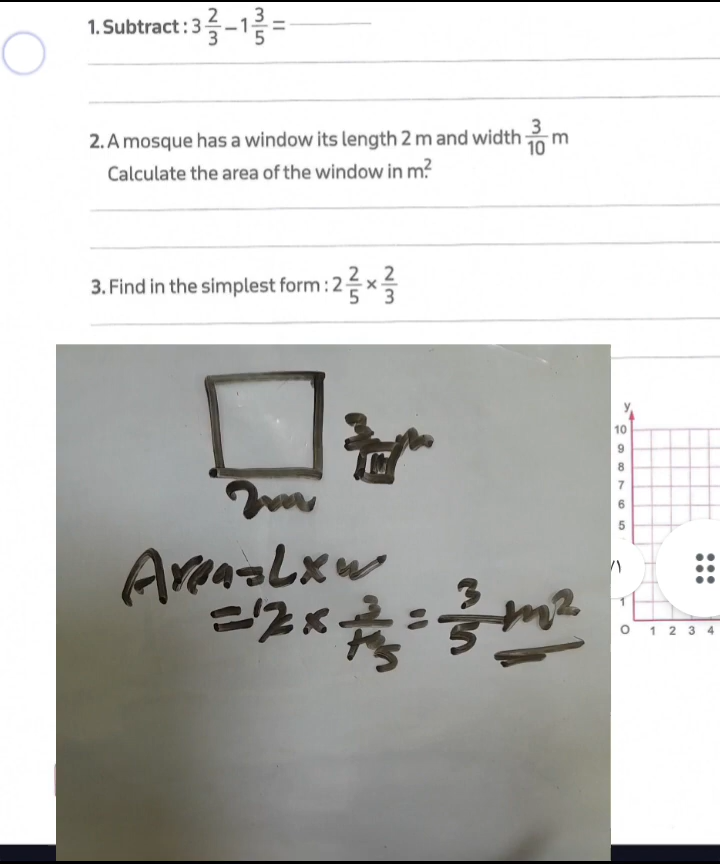 1. Subtract : 3 2/3 – 1 3/5 =
2. A mosque has a window its length 2 m and width 3/10 m
Calculate the area of the window in m².
3. Find in the simplest form : 2 2/5 × 2/3
2m
Area = L x w
= 2 x 3/10 5 = 3/5 m²
y
10
9
8
7
6
5
1
0 1 2 3 4